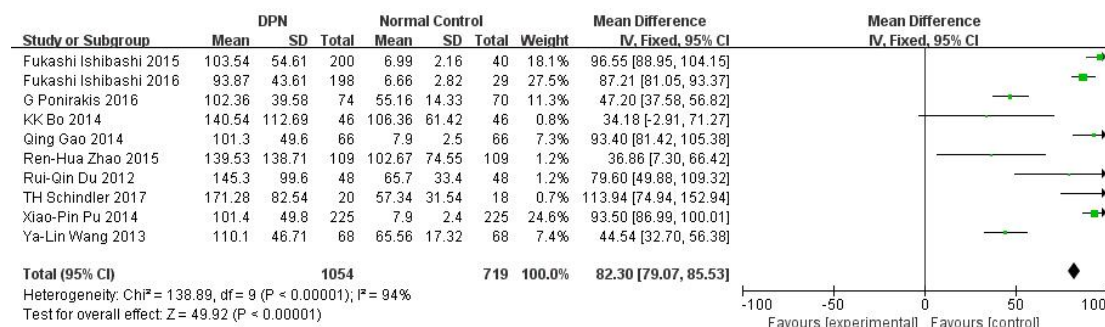 DPN Normal Control Mean Difference Mean Difference
Study or Subgroup Mean SD Total Mean SD Total Weight IV, Fixed, 95% CI IV, Fixed, 95% CI
Fukashi Ishibashi 2015 103.54 54.61 200 6.99 2.16 40 18.1% 96.55 [88.95, 104.15]
Fukashi Ishibashi 2016 93.87 43.61 198 6.66 2.82 29 27.5% 87.21 [81.05, 93.37]
G Ponirakis 2016 102.36 39.58 74 55.16 14.33 70 11.3% 47.20 [37.58, 56.82]
KK Bo 2014 140.54 112.69 46 106.36 61.42 46 0.8% 34.18 [-2.91, 71.27]
Qing Gao 2014 101.3 49.6 66 7.9 2.5 66 7.3% 93.40 [81.42, 105.38]
Ren-Hua Zhao 2015 139.53 138.71 109 102.67 74.55 109 1.2% 36.86 [7.30, 66.42]
Rui-Qin Du 2012 145.3 99.6 48 65.7 33.4 48 1.2% 79.60 [49.88, 109.32]
TH Schindler 2017 171.28 82.54 20 57.34 31.54 18 0.7% 113.94 [74.94, 152.94]
Xiao-Pin Pu 2014 101.4 49.8 225 7.9 2.4 225 24.6% 93.50 [86.99, 100.01]
Ya-Lin Wang 2013 110.1 46.71 68 65.56 17.32 68 7.4% 44.54 [32.70, 56.38]
Total (95% CI) 1054 719 100.0% 82.30 [79.07, 85.53]
Heterogeneity: Chi² = 138.89, df = 9 (P < 0.00001); I² = 94%
Test for overall effect: Z = 49.92 (P < 0.00001)
-100 -50 0 50 100
Favours [experimental] Favours [control]